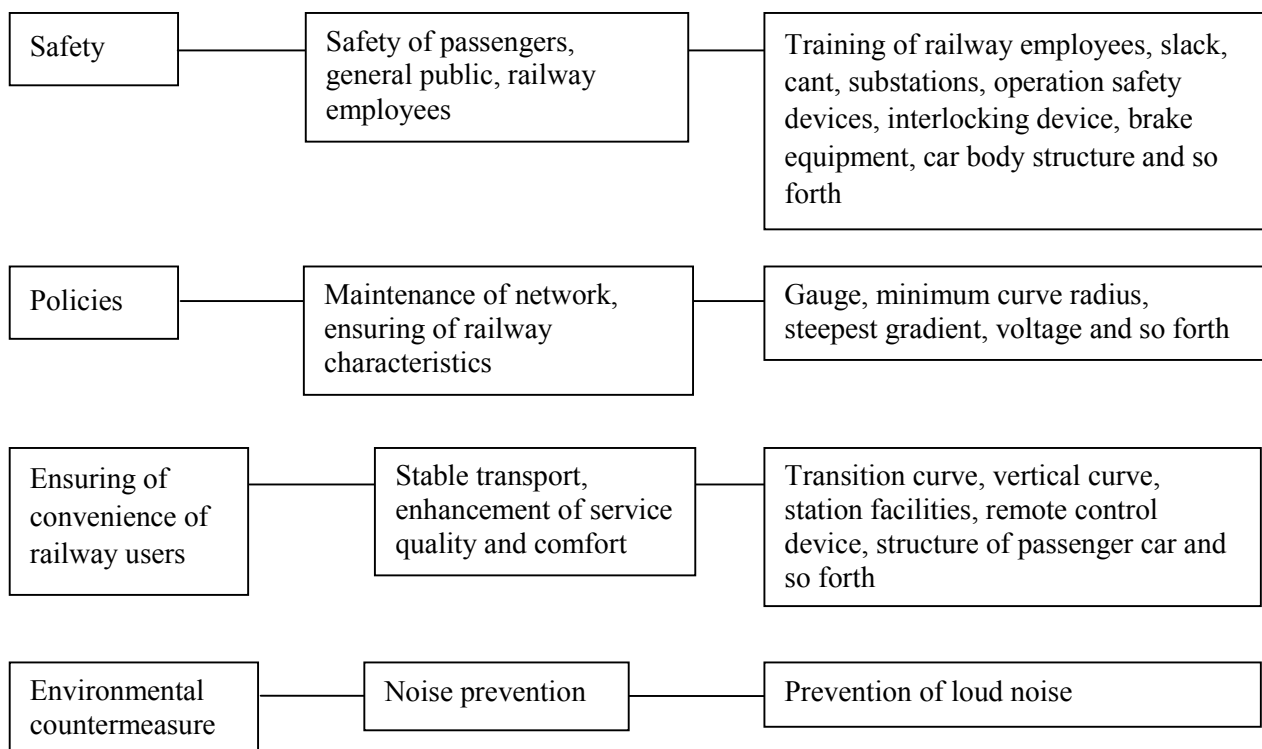 Safety
Safety of passengers,
general public, railway
employees
Training of railway employees, slack,
cant, substations, operation safety
devices, interlocking device, brake
equipment, car body structure and so
forth
Policies
Maintenance of network,
ensuring of railway
characteristics
Gauge, minimum curve radius,
steepest gradient, voltage and so forth
Ensuring of
convenience of
railway users
Stable transport,
enhancement of service
quality and comfort
Transition curve, vertical curve,
station facilities, remote control
device, structure of passenger car and
so forth
Environmental
countermeasure
Noise prevention
Prevention of loud noise